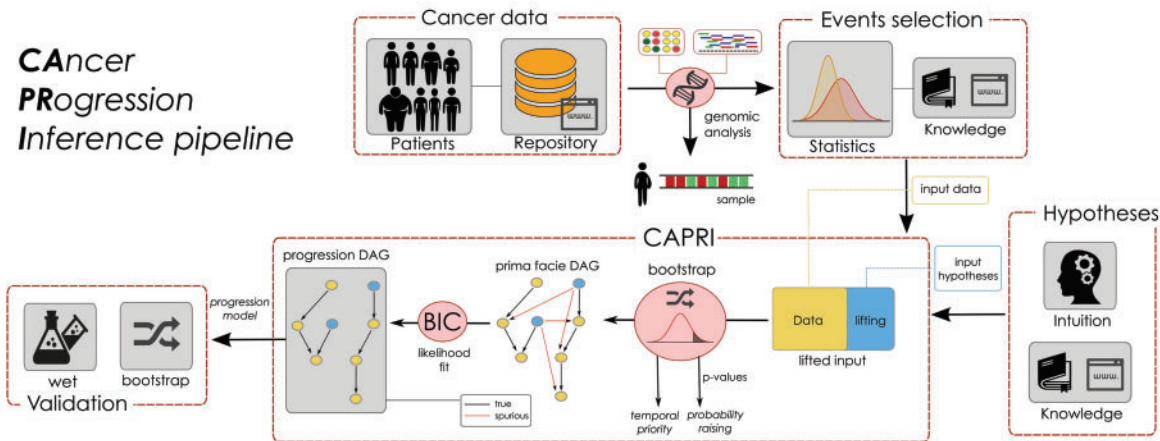 CAncer
PRogression
Inference pipeline
Cancer data
Patients
Repository
www.
genomic
analysis
sample
Events selection
Statistics
www.
Knowledge
input data
Hypotheses
Intuition
www.
Knowledge
input
hypotheses
CAPRI
progression DAG
prima facie DAG
bootstrap
Data
lifting
lifted input
BIC
likelihood
fit
p-values
temporal
priority
probability
raising
true
spurious
progression
model
wet
bootstrap
Validation